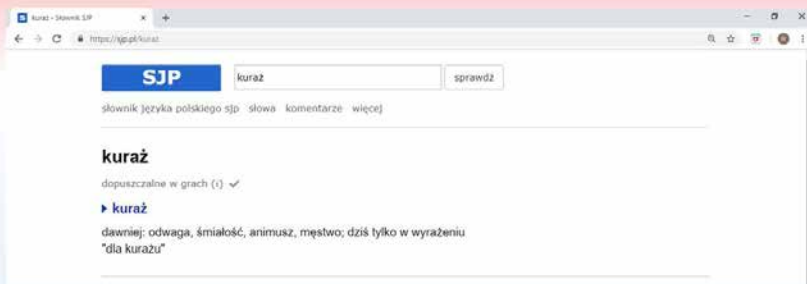 kuraż - Słownik SJP
https://sjp.pl/kuraż
SJP
kuraż
sprawdź
słownik języka polskiego sjp słowa komentarze więcej
kuraż
dopuszczalne w grach (i)
kuraż
dawniej: odwaga, śmiałość, animusz, męstwo; dziś tylko w wyrażeniu
"dla kurażu"